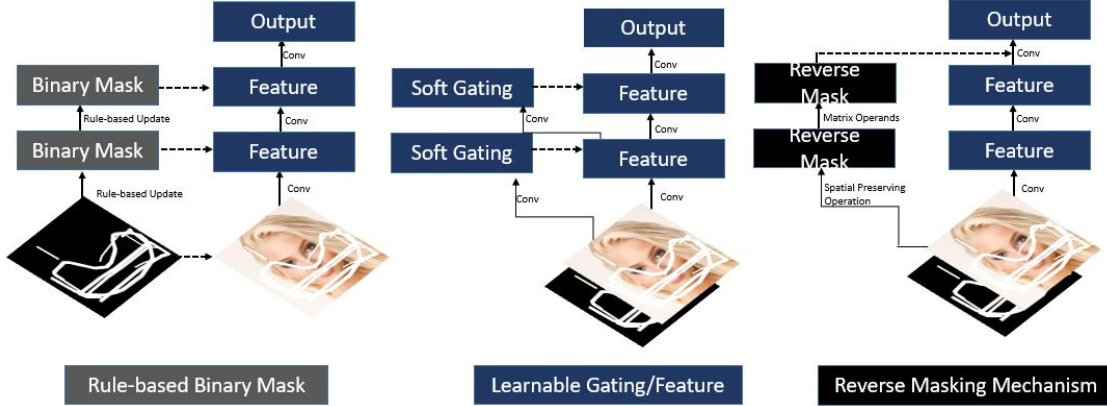 Output
Conv
Binary Mask
Feature
Rule-based Update
Conv
Binary Mask
Feature
Rule-based Update
Conv
Rule-based Binary Mask
Output
Conv
Soft Gating
Feature
Conv
Conv
Soft Gating
Feature
Conv
Conv
Learnable Gating/Feature
Output
Conv
Reverse
Mask
Feature
Matrix Operands
Conv
Reverse
Mask
Feature
Spatial Preserving
Operation
Conv
Reverse Masking Mechanism